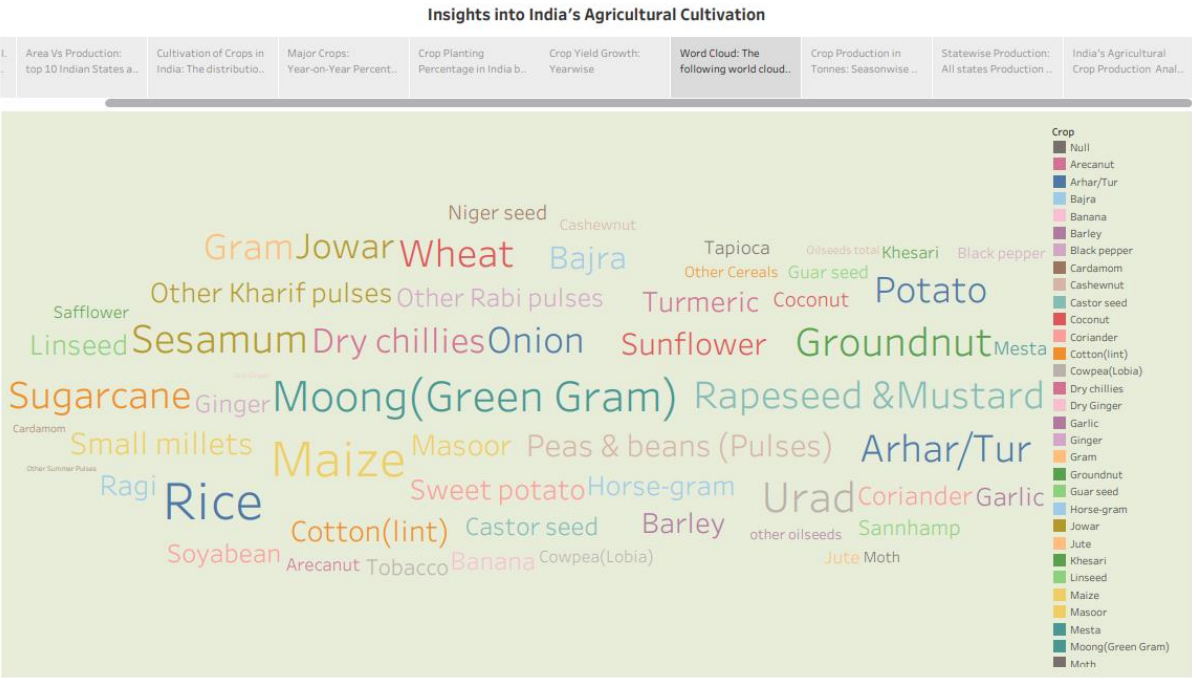 Insights into India's Agricultural Cultivation
Area Vs Production:
top 10 Indian States a..
Cultivation of Crops in
India: The distributio..
Major Crops:
Year-on-Year Percent..
Crop Planting
Percentage in India b..
Crop Yield Growth:
Yearwise
Word Cloud: The
following world cloud..
Crop Production in
Tonnes: Seasonwise ..
Statewise Production:
All states Production ..
India's Agricultural
Crop Production Anal..
Niger seed
Cashewnut
Gram Jowar Wheat Bajra Tapioca Oilseeds total Khesari Black pepper
Other Cereals Guar seed
Other Kharif pulses Other Rabi pulses Turmeric Coconut Potato
Safflower
Linseed Sesamum Dry chillies Onion Sunflower Groundnut Mesta
Sugarcane Ginger Moong(Green Gram) Rapeseed &Mustard
Cardamom
Small millets Maize Masoor Peas & beans (Pulses) Arhar/Tur
Other Summer Pulses
Ragi Rice Sweet potato Horse-gram Urad Coriander Garlic
Cotton(lint) Castor seed Barley other oilseeds Sannhamp
Soyabean Arecanut Tobacco Banana Cowpea(Lobia) Jute Moth
Crop
Null
Arecanut
Arhar/Tur
Bajra
Banana
Barley
Black pepper
Cardamom
Cashewnut
Castor seed
Coconut
Coriander
Cotton(lint)
Cowpea(Lobia)
Dry chillies
Dry Ginger
Garlic
Ginger
Gram
Groundnut
Guar seed
Horse-gram
Jowar
Jute
Khesari
Linseed
Maize
Masoor
Mesta
Moong(Green Gram)
Moth